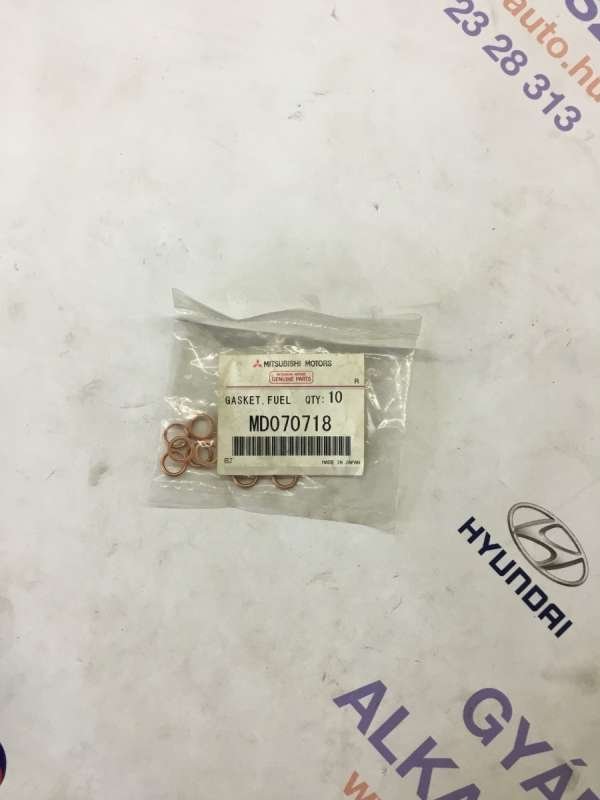 auto.hu
23 28 313
MITSUBISHI MOTORS
GENUINE PARTS
R
GASKET.FUEL QTY:10
MD070718
MADE IN JAPAN
HYUNDAI
GYÁ
ALKA